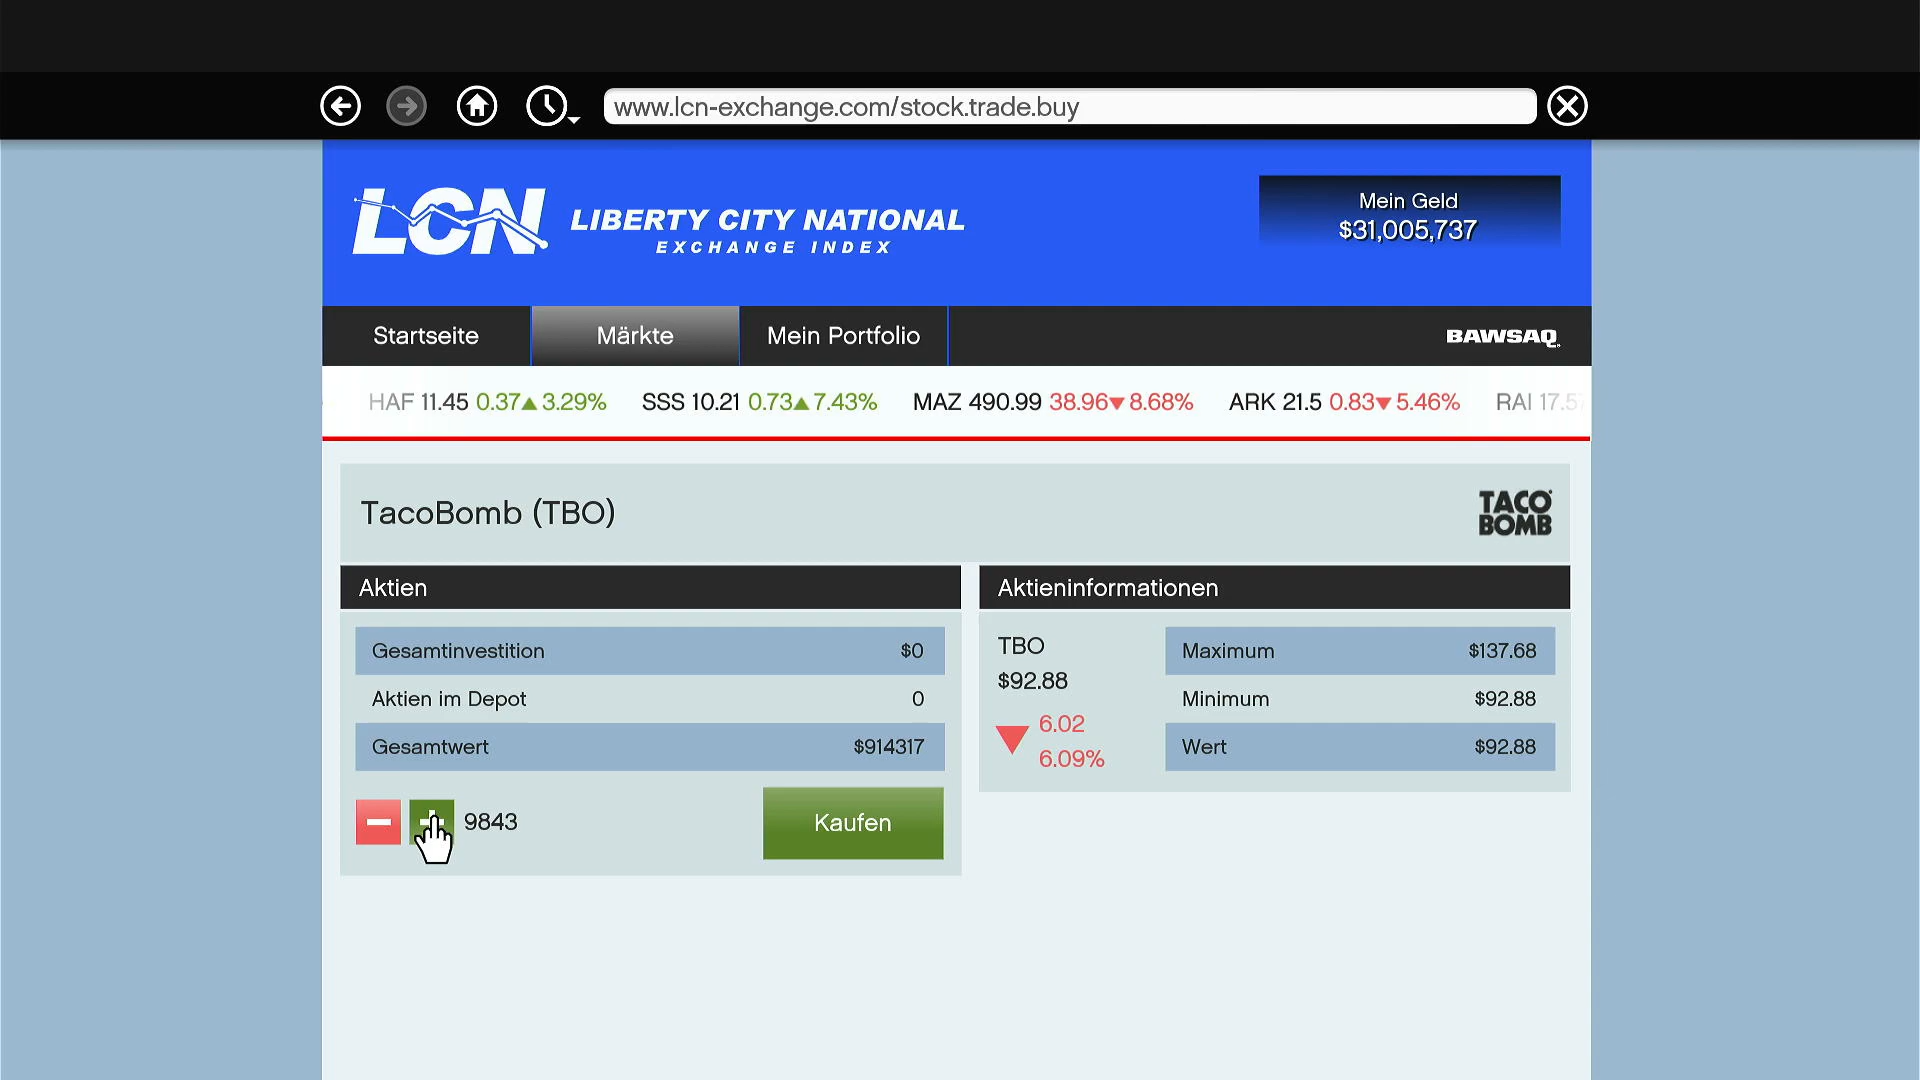 www.lcn-exchange.com/stock.trade.buy
LCN
LIBERTY CITY NATIONAL
EXCHANGE INDEX
Mein Geld
$31,005,737
Startseite
Märkte
Mein Portfolio
BAWSAQ
HAF 11.45 0.37▲3.29% SSS 10.21 0.73▲7.43% MAZ 490.99 38.96▼8.68% ARK 21.5 0.83▼5.46% RAI 17.5
TacoBomb (TBO)
TACO
BOMB
Aktien
Gesamtinvestition $0
Aktien im Depot 0
Gesamtwert $914317
9843
Kaufen
Aktieninformationen
TBO
$92.88
6.02
6.09%
Maximum $137.68
Minimum $92.88
Wert $92.88